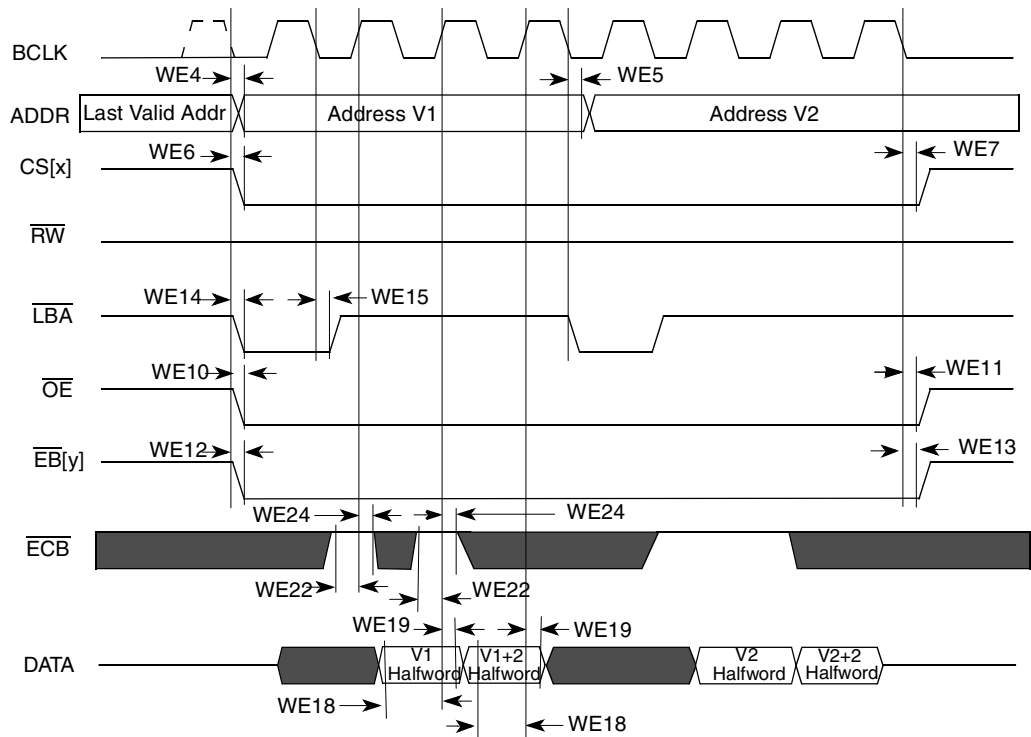 BCLK
WE4
WE5
ADDR
Last Valid Addr
Address V1
Address V2
WE6
WE7
CS[x]
RW
WE14
WE15
LBA
WE10
WE11
OE
WE12
WE13
EB[y]
WE24
WE24
ECB
WE22
WE22
WE19
WE19
DATA
V1
Halfword
V1+2
Halfword
V2
Halfword
V2+2
Halfword
WE18
WE18